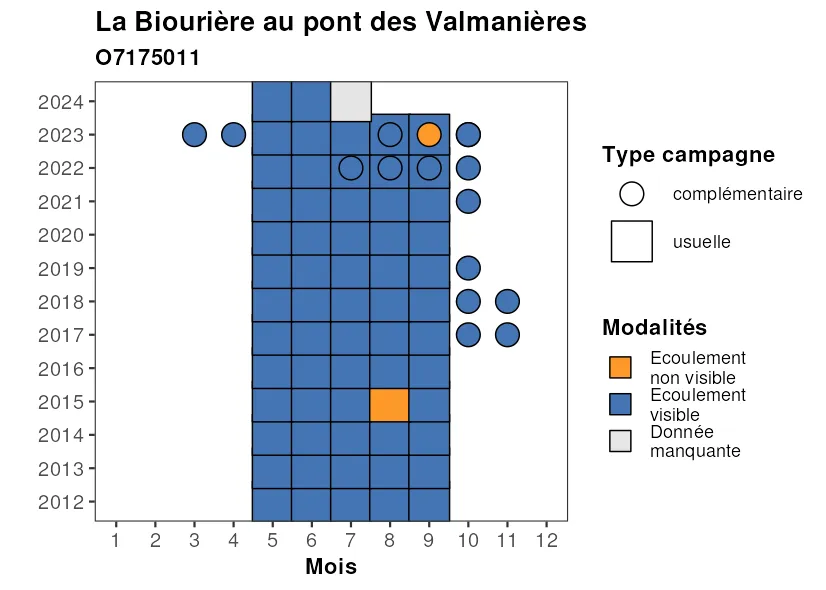 La Biourière au pont des Valmanières
O7175011
2024
2023
2022
2021
2020
2019
2018
2017
2016
2015
2014
2013
2012
1 2 3 4 5 6 7 8 9 10 11 12
Mois
Type campagne
complémentaire
usuelle
Modalités
Ecoulement
non visible
Ecoulement
visible
Donnée
manquante